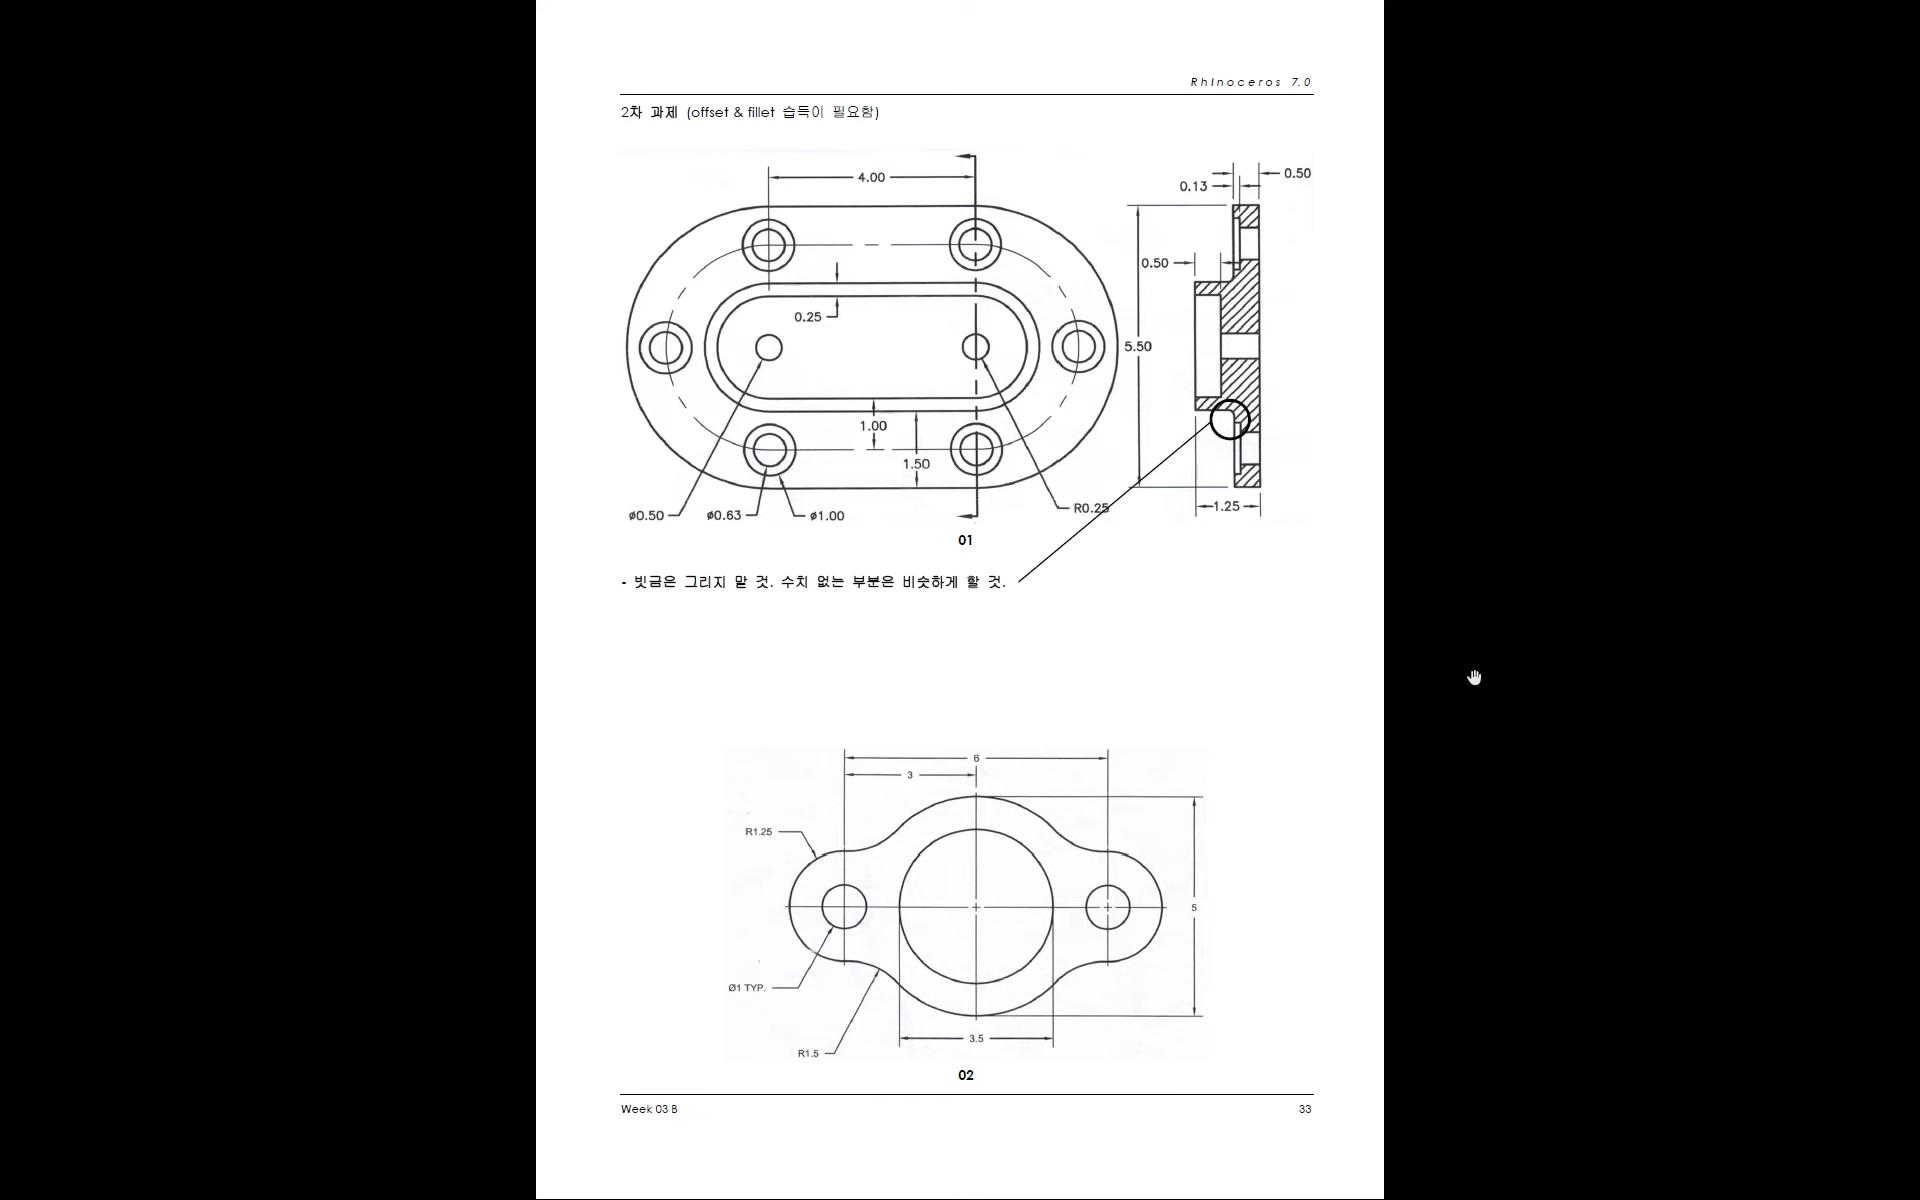 Rhinoceros 7.0
2차 과제 (offset & fillet 습득이 필요함)
4.00
0.50
0.13
0.50
0.25
5.50
1.00
1.50
Ø0.50
Ø0.63
Ø1.00
R0.25
1.25
01
- 빗금은 그리지 말 것. 수치 없는 부분은 비슷하게 할 것.
6
3
R1.25
5
Ø1 TYP.
3.5
R1.5
02
Week 03 B
33